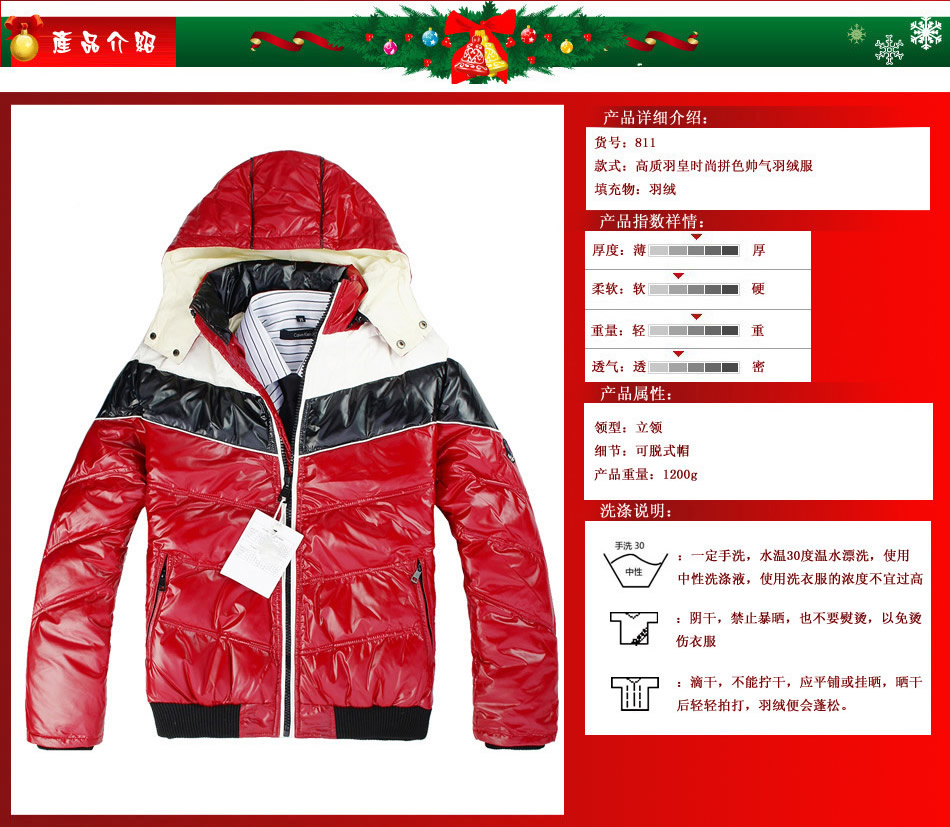 產品介紹
产品详细介绍：
货号：811
款式：高质羽皇时尚拼色帅气羽绒服
填充物：羽绒
产品指数祥情：
厚度：薄 厚
柔软：软 硬
重量：轻 重
透气：透 密
产品属性：
领型：立领
细节：可脱式帽
产品重量：1200g
洗涤说明：
手洗 30
中性
：一定手洗，水温30度温水漂洗，使用
中性洗涤液，使用洗衣服的浓度不宜过高
：阴干，禁止暴晒，也不要熨烫，以免烫
伤衣服
：滴干，不能拧干，应平铺或挂晒，晒干
后轻轻拍打，羽绒便会蓬松。